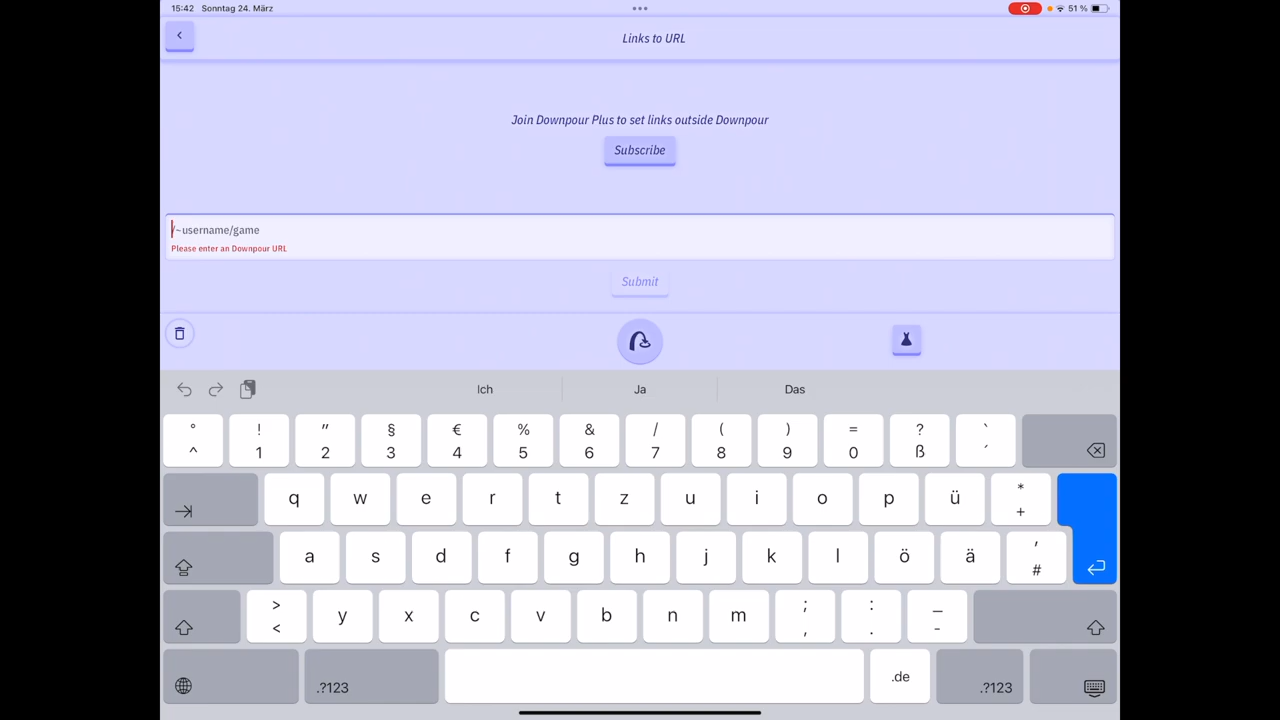 15:42 Sonntag 24. März 51 %
Links to URL
Join Downpour Plus to set links outside Downpour
Subscribe
/~username/game
Please enter an Downpour URL
Submit
Ich Ja Das
° ! " § € % & / ( ) = ? `
^ 1 2 3 4 5 6 7 8 9 0 ß ´
q w e r t z u i o p ü * +
a s d f g h j k l ö ä ' #
> < y x c v b n m ; , : . _ -
.?123 .de .?123